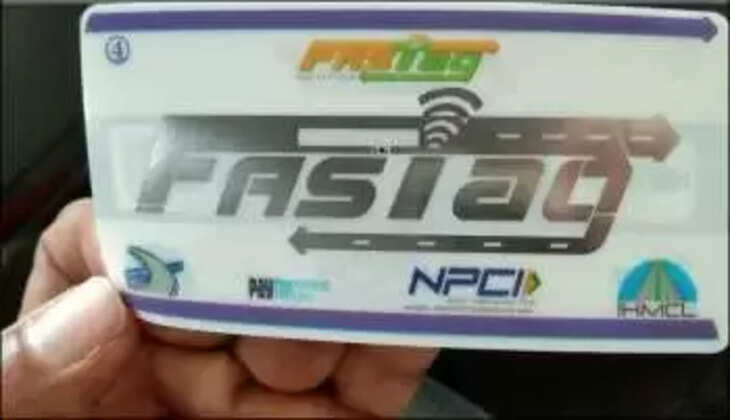 ④
FASTag
FASTag
NPCI
IHMCL